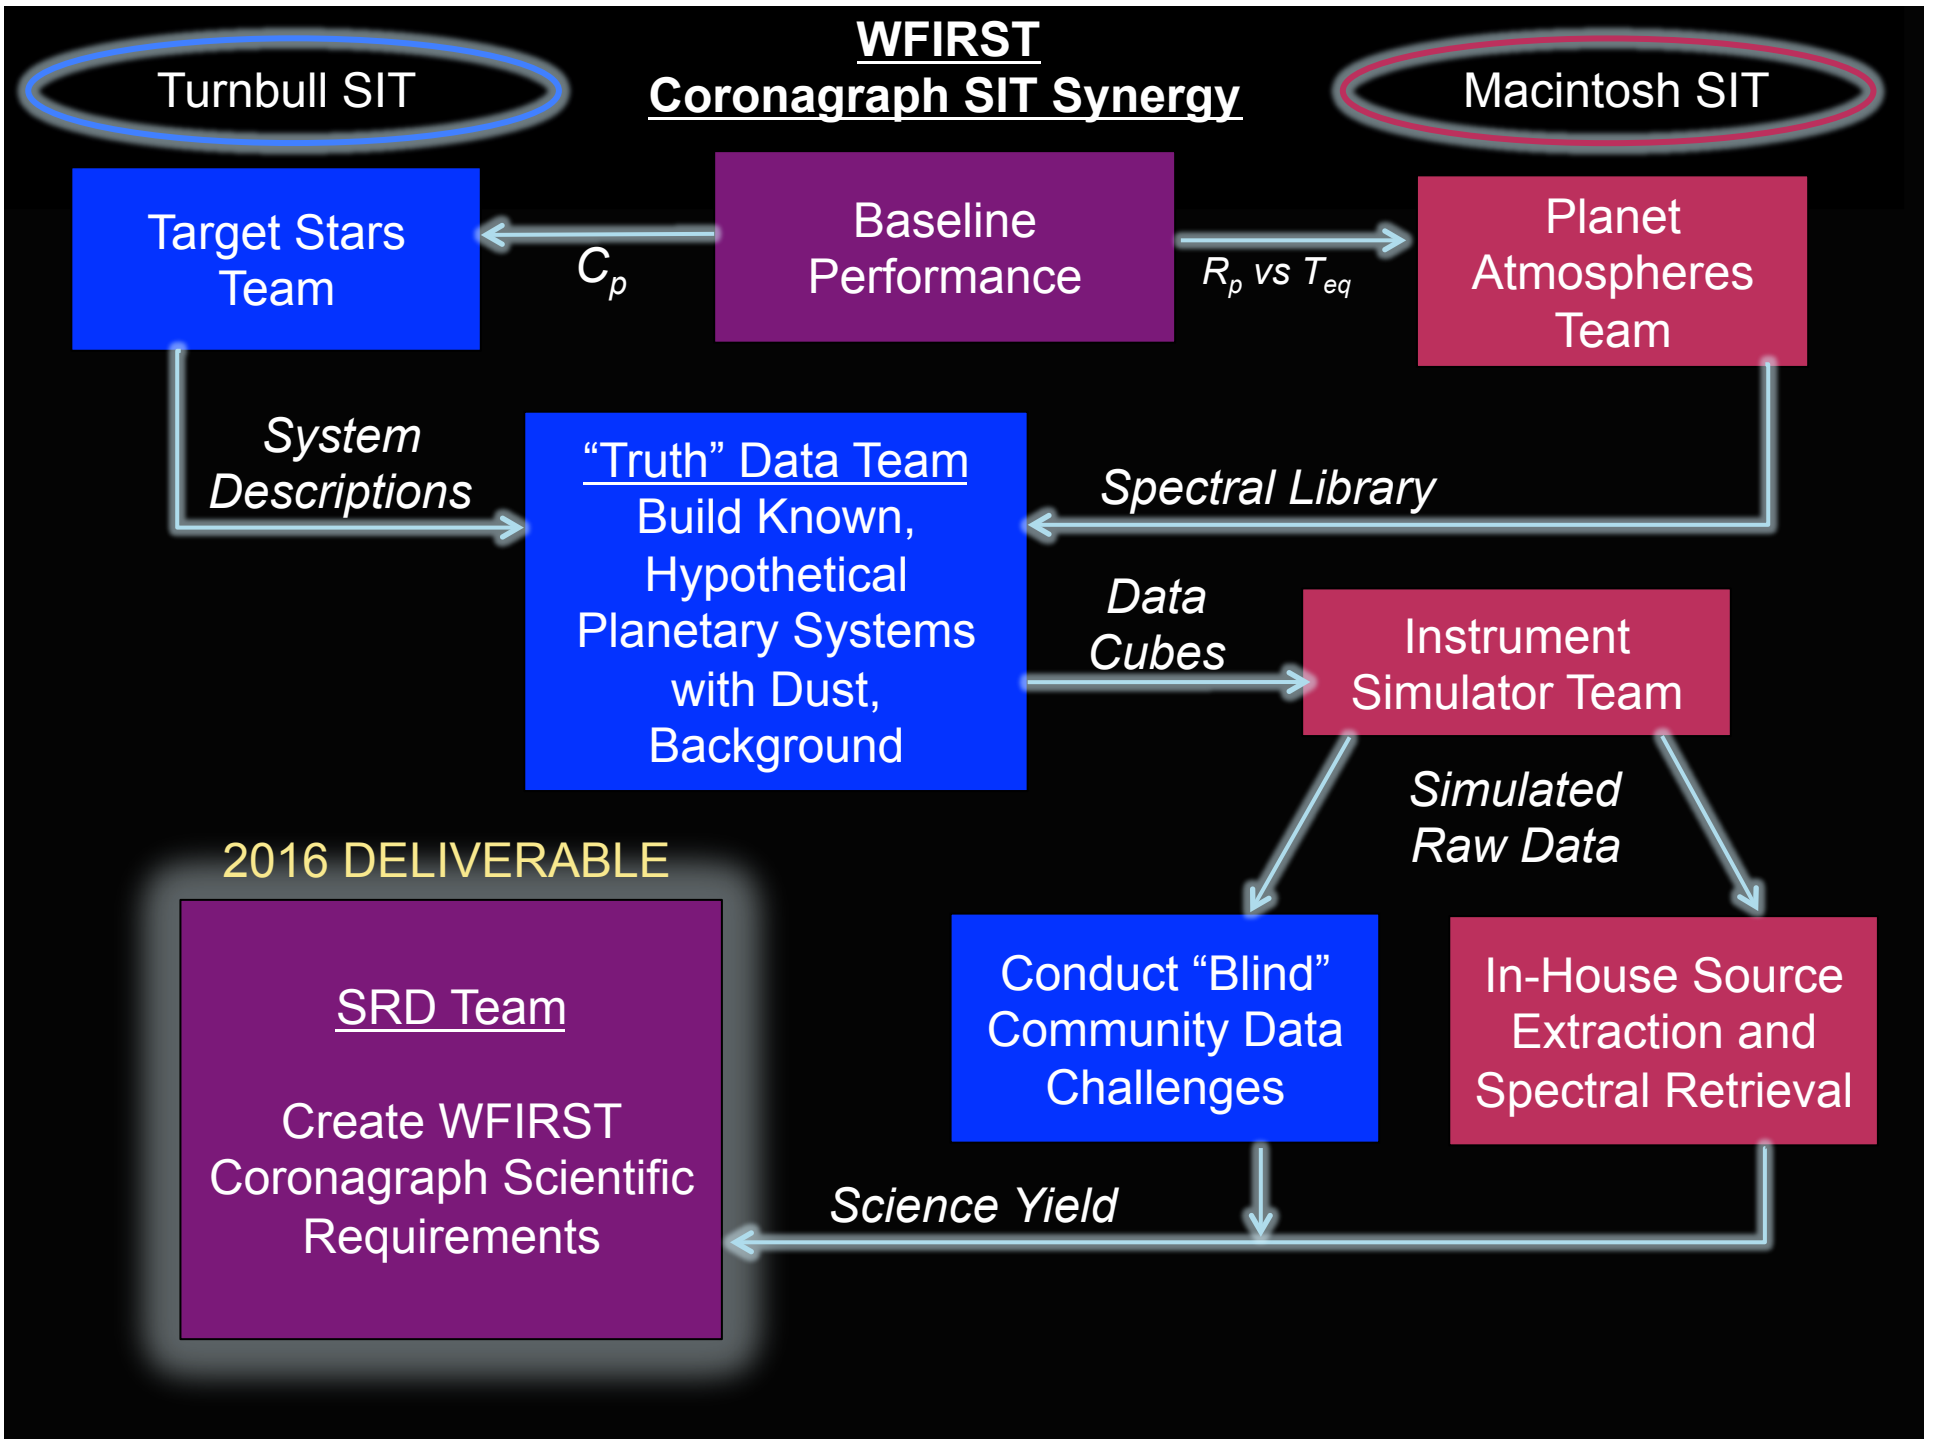 WFIRST
Coronagraph SIT Synergy
Turnbull SIT
Macintosh SIT
Target Stars
Team
C_p
Baseline
Performance
R_p vs T_eq
Planet
Atmospheres
Team
System
Descriptions
“Truth” Data Team
Build Known,
Hypothetical
Planetary Systems
with Dust,
Background
Spectral Library
Data
Cubes
Instrument
Simulator Team
Simulated
Raw Data
2016 DELIVERABLE
SRD Team
Create WFIRST
Coronagraph Scientific
Requirements
Conduct “Blind”
Community Data
Challenges
In-House Source
Extraction and
Spectral Retrieval
Science Yield